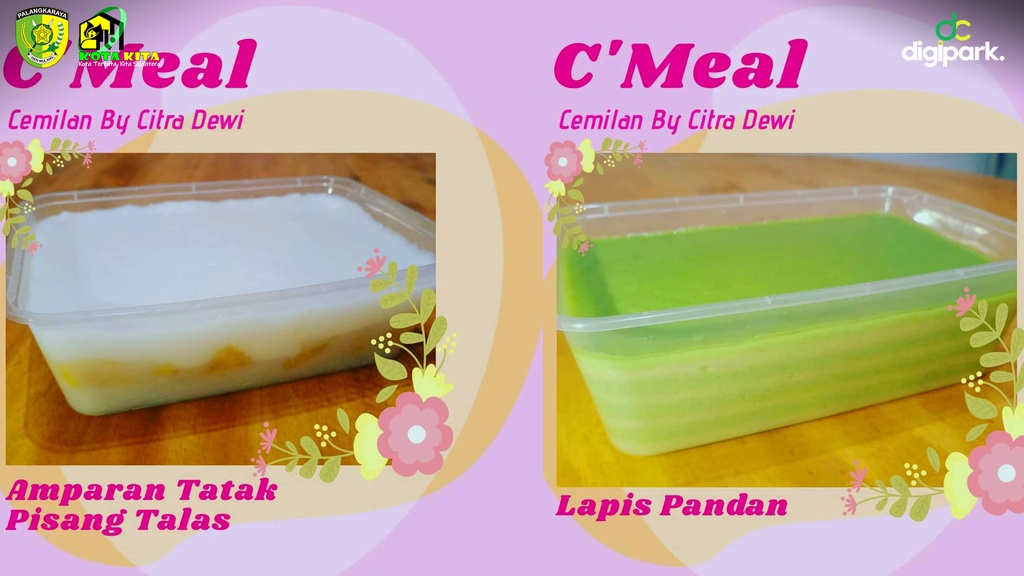 PALANGKARAYA
KOTA KITA
C'Meal
Cemilan By Citra Dewi
Amparan Tatak
Pisang Talas
dc
digipark.
C'Meal
Cemilan By Citra Dewi
Lapis Pandan